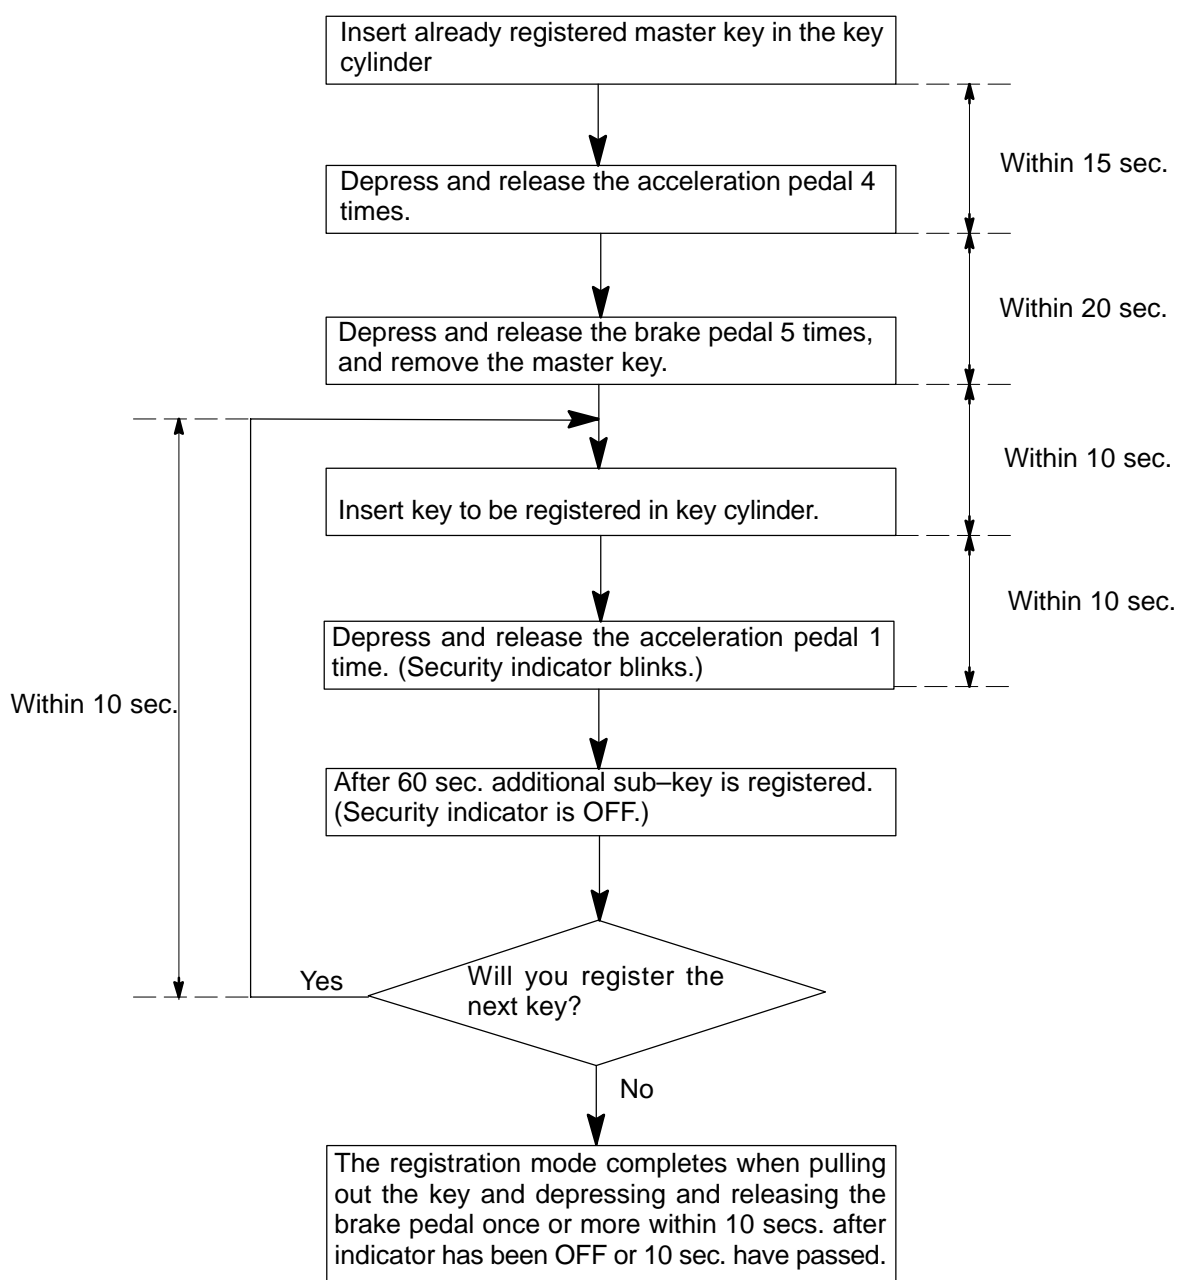 Insert already registered master key in the key
cylinder
Within 15 sec.
Depress and release the acceleration pedal 4
times.
Within 20 sec.
Depress and release the brake pedal 5 times,
and remove the master key.
Within 10 sec.
Insert key to be registered in key cylinder.
Within 10 sec.
Depress and release the acceleration pedal 1
time. (Security indicator blinks.)
Within 10 sec.
After 60 sec. additional sub–key is registered.
(Security indicator is OFF.)
Will you register the
next key?
Yes
No
The registration mode completes when pulling
out the key and depressing and releasing the
brake pedal once or more within 10 secs. after
indicator has been OFF or 10 sec. have passed.